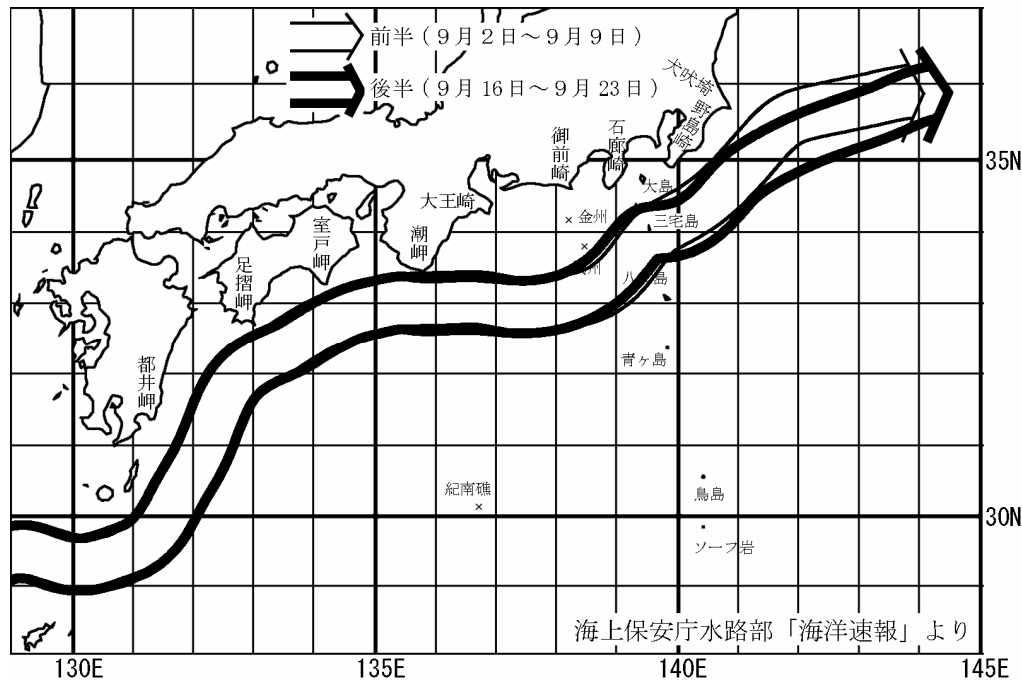 前半(9月2日~9月9日)
後半(9月16日~9月23日)
犬吠埼
野島崎
石廊崎
御前崎
35N
大島
大王崎
金州
三宅島
室戸岬
潮岬
足摺岬
州
八 島
青ヶ島
都井岬
紀南礁
鳥島
30N
ソーフ岩
海上保安庁水路部「海洋速報」より
130E
135E
140E
145E